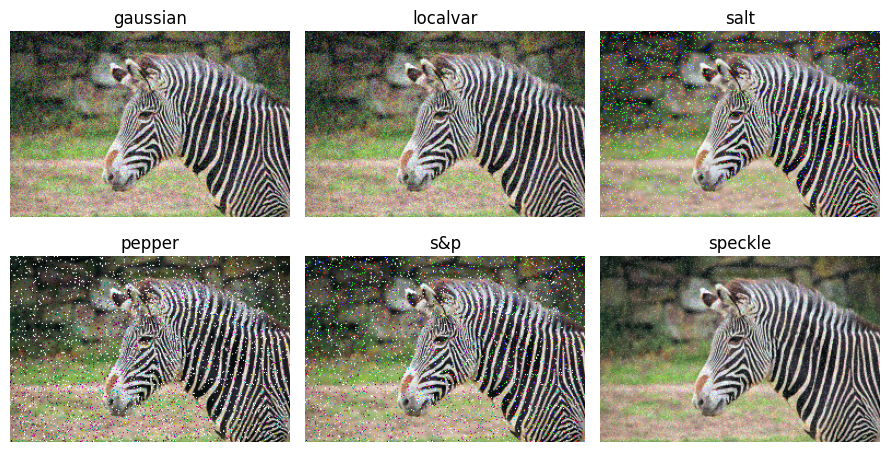 gaussian
localvar
salt
pepper
s&p
speckle